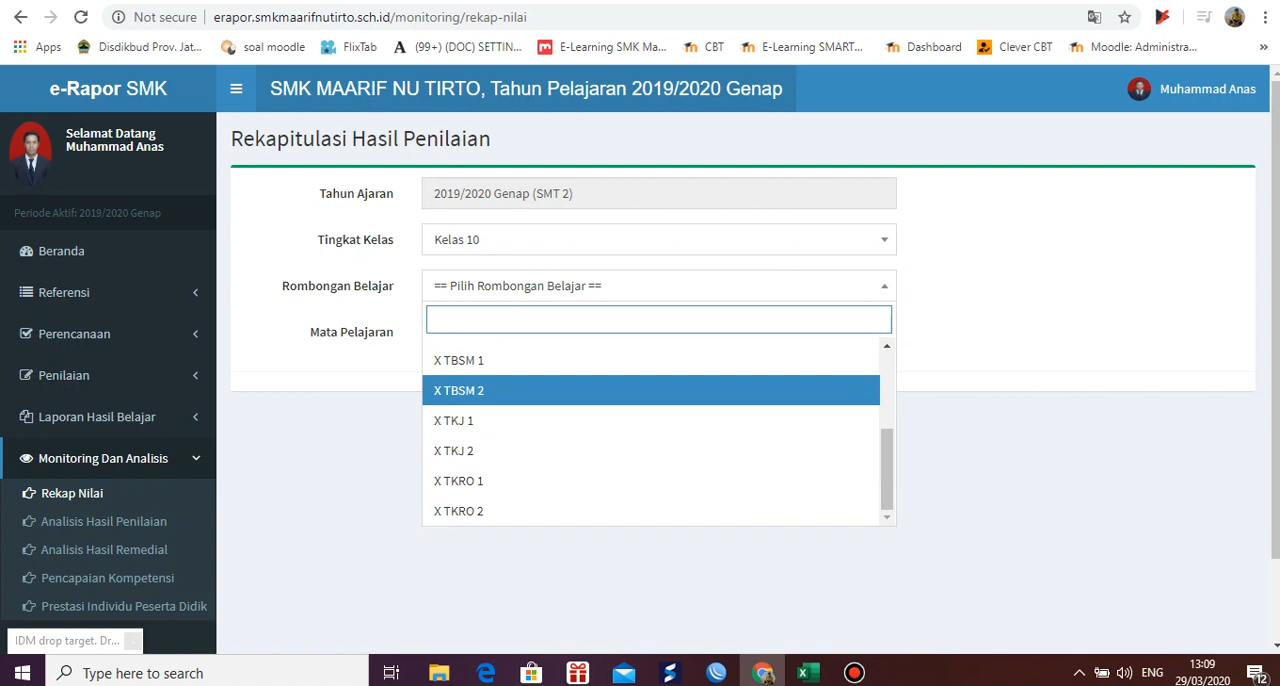 Not secure
erapor.smkmaarifnutirto.sch.id/monitoring/rekap-nilai
Apps
Disdikbud Prov. Jat...
soal moodle
FlixTab
(99+) (DOC) SETTIN...
E-Learning SMK Ma...
CBT
E-Learning SMART...
Dashboard
Clever CBT
Moodle: Administra...
»
e-Rapor SMK
SMK MAARIF NU TIRTO, Tahun Pelajaran 2019/2020 Genap
Muhammad Anas
Selamat Datang
Muhammad Anas
Periode Aktif: 2019/2020 Genap
Beranda
Referensi
Perencanaan
Penilaian
Laporan Hasil Belajar
Monitoring Dan Analisis
Rekap Nilai
Analisis Hasil Penilaian
Analisis Hasil Remedial
Pencapaian Kompetensi
Prestasi Individu Peserta Didik
Rekapitulasi Hasil Penilaian
Tahun Ajaran
2019/2020 Genap (SMT 2)
Tingkat Kelas
Kelas 10
Rombongan Belajar
== Pilih Rombongan Belajar ==
Mata Pelajaran
X TBSM 1
X TBSM 2
X TKJ 1
X TKJ 2
X TKRO 1
X TKRO 2
IDM drop target. Dr...
Type here to search
ENG
13:09
29/03/2020
12